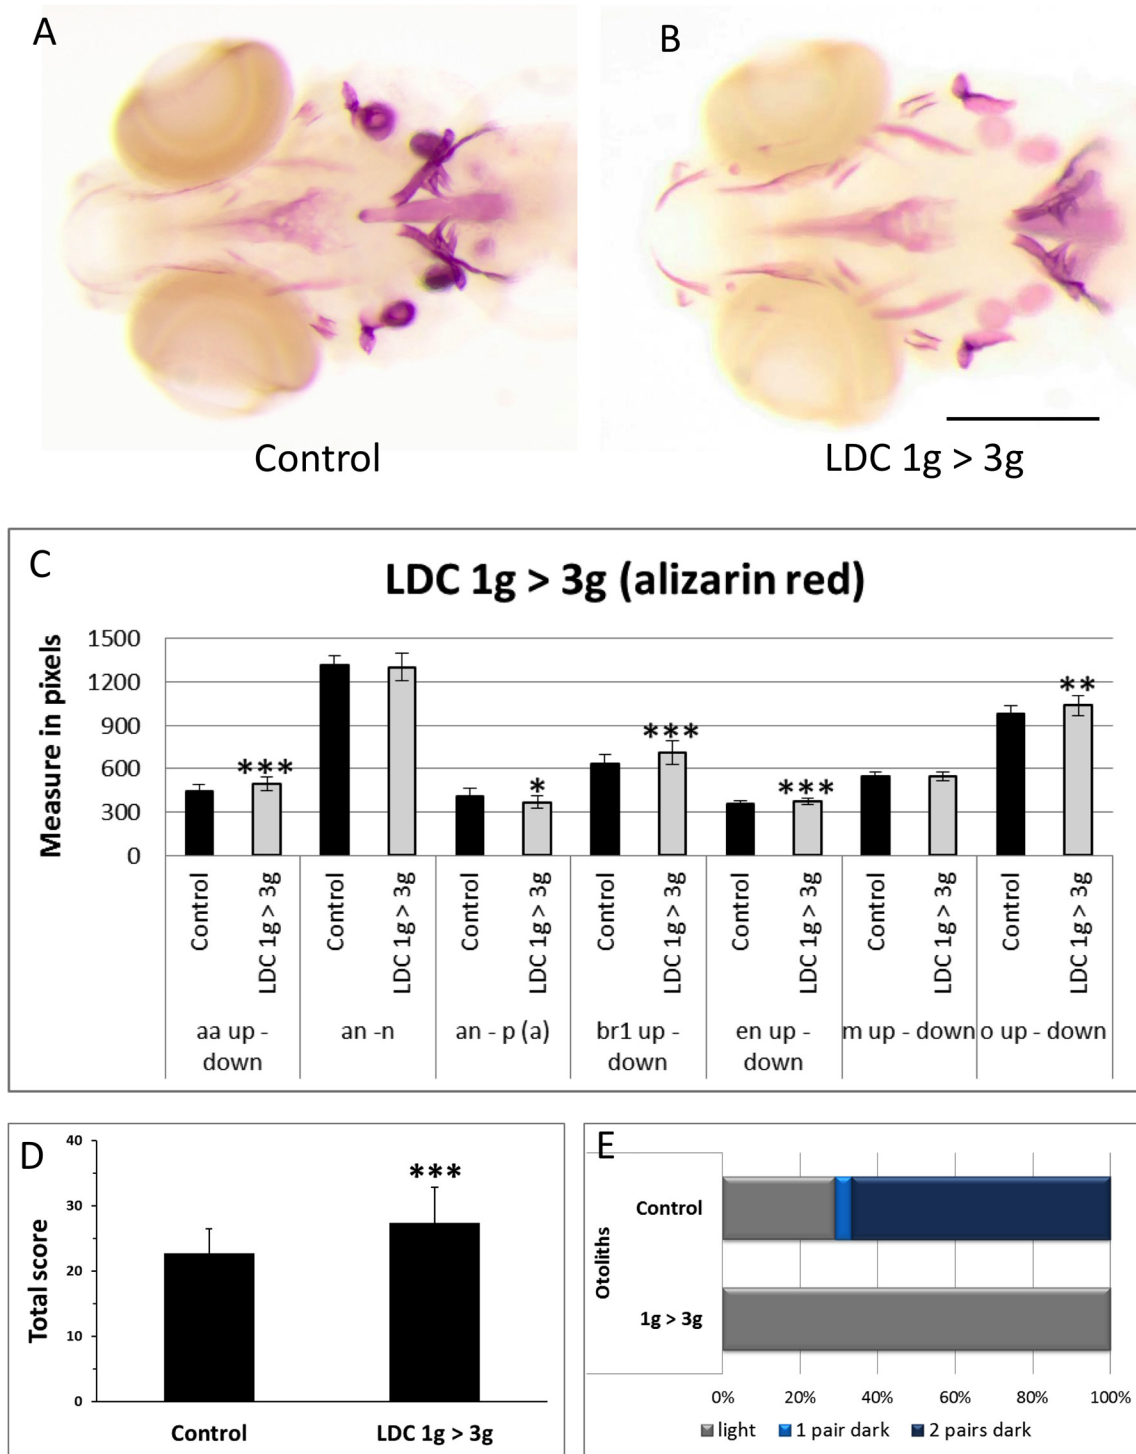 A
B
Control
LDC 1g > 3g
C
LDC 1g > 3g (alizarin red)
Measure in pixels
1500
1200
900
600
300
0
***
*
***
***
**
Control
LDC 1g > 3g
Control
LDC 1g > 3g
Control
LDC 1g > 3g
Control
LDC 1g > 3g
Control
LDC 1g > 3g
Control
LDC 1g > 3g
Control
LDC 1g > 3g
aa up -
down
an -n
an - p (a)
br1 up -
down
en up -
down
m up - down
o up - down
D
Total score
40
30
20
10
0
***
Control
LDC 1g > 3g
E
Otoliths
Control
1g > 3g
0% 20% 40% 60% 80% 100%
light 1 pair dark 2 pairs dark